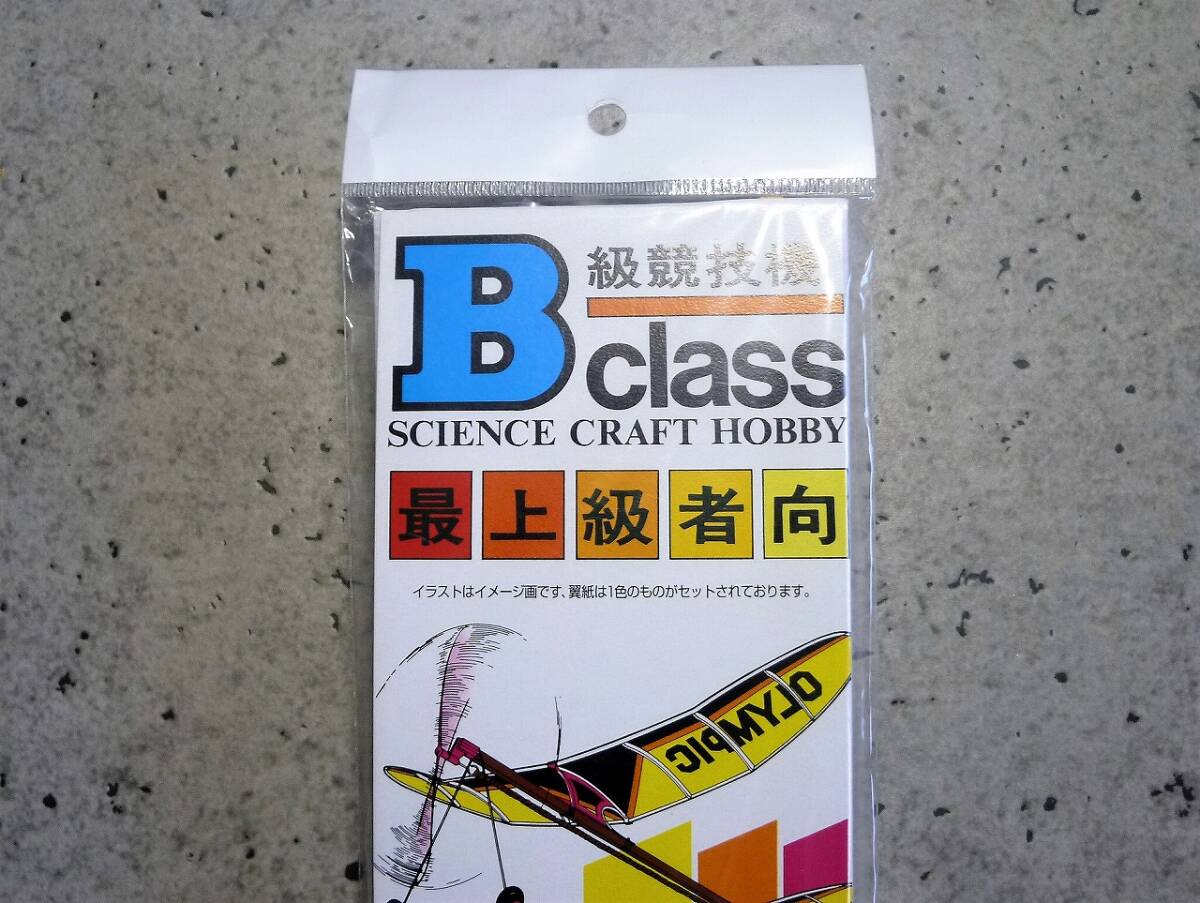 B級競技機
class
SCIENCE CRAFT HOBBY
最上級者向
イラストはイメージ画です、翼紙は1色のものがセットされております。
OLYMPIC